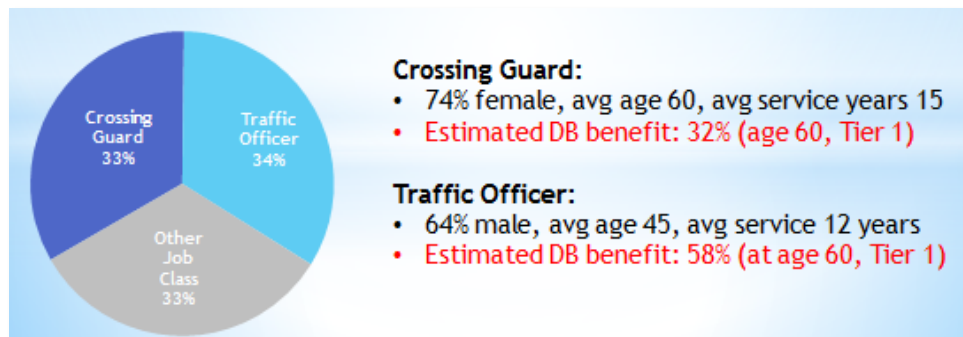 Crossing
Guard
33%
Traffic
Officer
34%
Other
Job
Class
33%
Crossing Guard:
• 74% female, avg age 60, avg service years 15
• Estimated DB benefit: 32% (age 60, Tier 1)
Traffic Officer:
• 64% male, avg age 45, avg service 12 years
• Estimated DB benefit: 58% (at age 60, Tier 1)